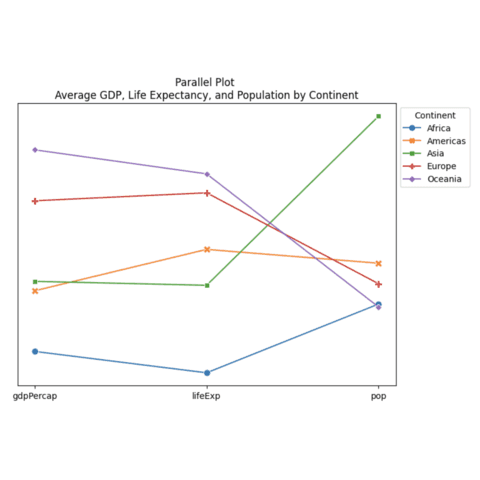 Parallel Plot
Average GDP, Life Expectancy, and Population by Continent
Continent
Africa
Americas
Asia
Europe
Oceania
gdpPercap
lifeExp
pop